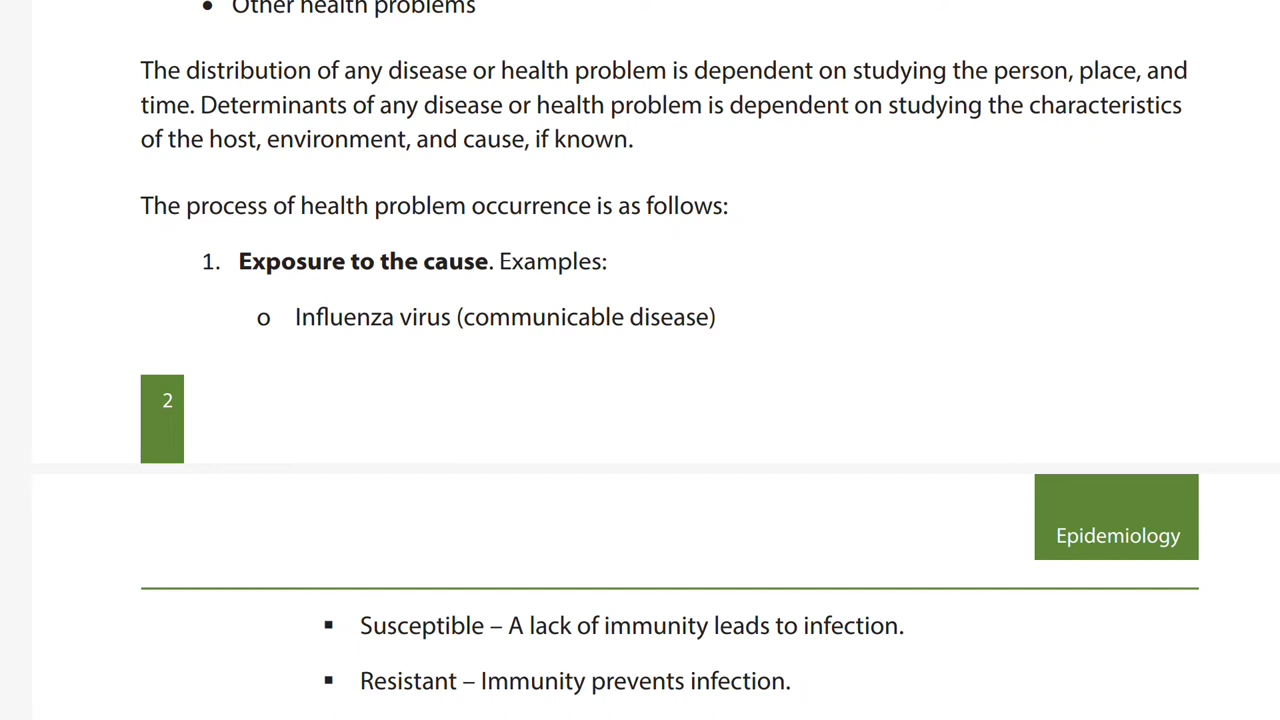 • Other health problems
The distribution of any disease or health problem is dependent on studying the person, place, and
time. Determinants of any disease or health problem is dependent on studying the characteristics
of the host, environment, and cause, if known.
The process of health problem occurrence is as follows:
1. Exposure to the cause. Examples:
o Influenza virus (communicable disease)
2
Epidemiology
▪ Susceptible – A lack of immunity leads to infection.
▪ Resistant – Immunity prevents infection.